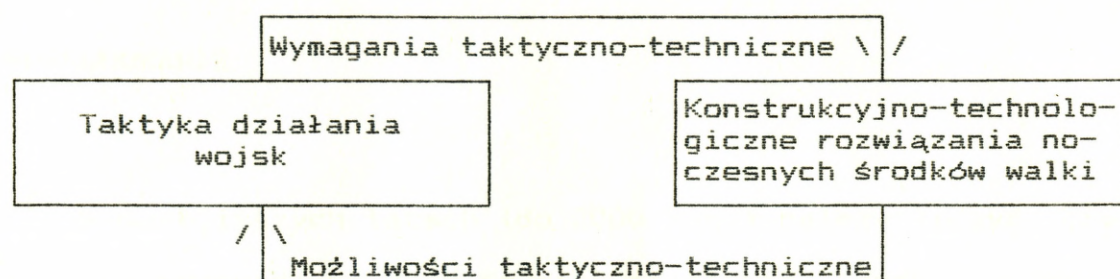 Wymagania taktyczno-techniczne
Taktyka działania
wojsk
Konstrukcyjno-technolo-
giczne rozwiązania no-
czesnych środków walki
Możliwości taktyczno-techniczne